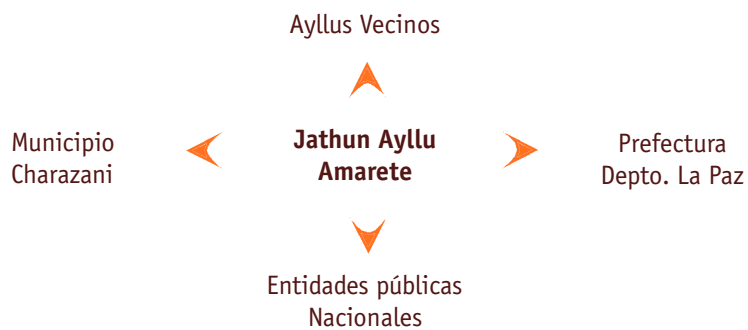 Ayllus Vecinos
Municipio
Charazani
Jathun Ayllu
Amarete
Prefectura
Depto. La Paz
Entidades públicas
Nacionales